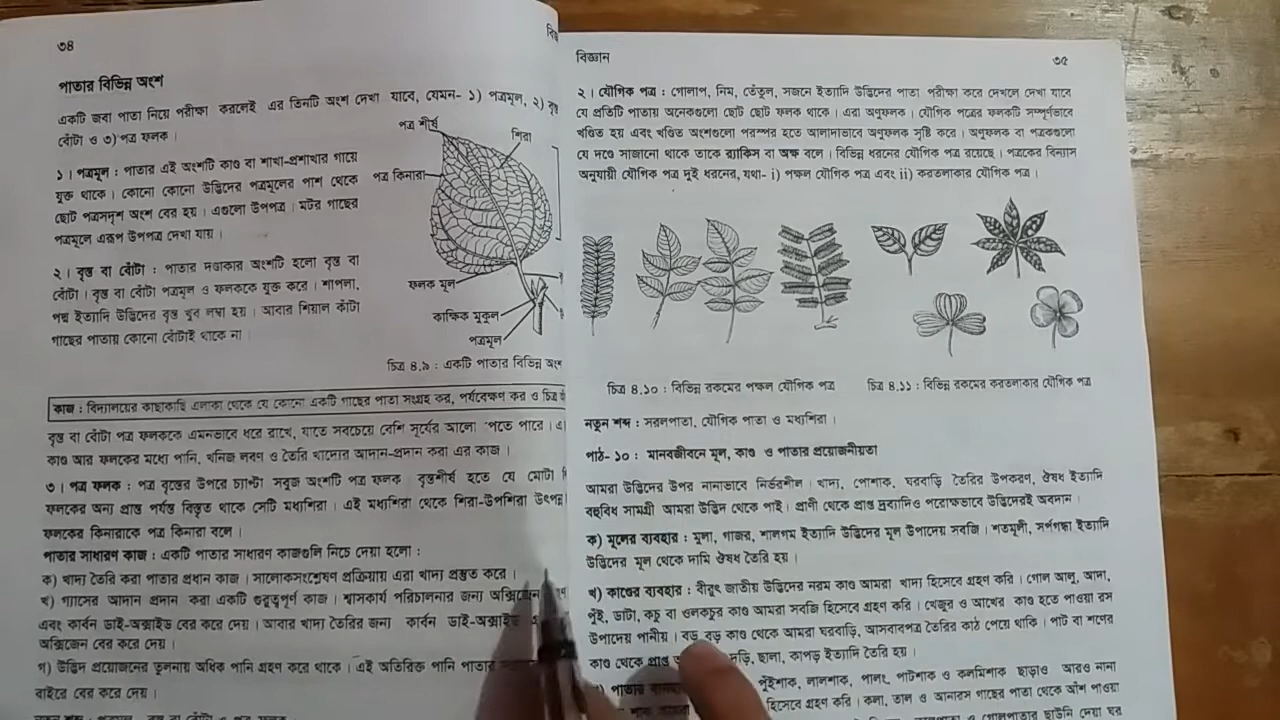 ৩৪
পাতার বিভিন্ন অংশ
একটি জবা পাতা নিয়ে পরীক্ষা করলেই এর তিনটি অংশ দেখা যাবে, যেমন- ১) পত্রমূল, ২)
বোঁটা ও ৩) পত্র ফলক।
১। পত্রমূল : পাতার এই অংশটি কাণ্ড বা শাখা-প্রশাখার গায়ে
যুক্ত থাকে। কোনো কোনো উদ্ভিদের পত্রমূলের পাশ থেকে
ছোট পত্রসদৃশ অংশ বের হয়। এগুলো উপপত্র। মটর গাছের
পত্রমূলে এরূপ উপপত্র দেখা যায়।
২। বৃন্ত বা বোঁটা : পাতার দণ্ডাকার অংশটি হলো বৃন্ত বা
বোঁটা। বৃন্ত বা বোঁটা পত্রমূল ও ফলককে যুক্ত করে। শাপলা,
পদ্ম ইত্যাদি উদ্ভিদের বৃন্ত খুব লম্বা হয়। আবার শিয়াল কাঁটা
গাছের পাতায় কোনো বোঁটাই থাকে না।
পত্র শীর্ষ
শিরা
পত্র কিনারা
ফলক মূল
কাক্ষিক মুকুল
পত্রমূল
চিত্র ৪.৯ : একটি পাতার বিভিন্ন অংশ
কাজ : বিদ্যালয়ের কাছাকাছি এলাকা থেকে যে কোনো একটি গাছের পাতা সংগ্রহ কর, পর্যবেক্ষণ কর ও চিত্র
বৃন্ত বা বোঁটা পত্র ফলককে এমনভাবে ধরে রাখে, যাতে সবচেয়ে বেশি সূর্যের আলো পেতে পারে।
কাণ্ড আর ফলকের মধ্যে পানি, খনিজ লবণ ও তৈরি খাদ্যের আদান-প্রদান করা এর কাজ।
৩। পত্র ফলক : পত্র বৃন্তের উপরে চ্যাপ্টা সবুজ অংশটি পত্র ফলক। বৃন্তশীর্ষ হতে যে মোটা
ফলকের অন্য প্রান্ত পর্যন্ত বিস্তৃত থাকে সেটি মধ্যশিরা। এই মধ্যশিরা থেকে শিরা-উপশিরা উৎপন্ন
ফলকের কিনারাকে পত্র কিনারা বলে।
পাতার সাধারণ কাজ : একটি পাতার সাধারণ কাজগুলি নিচে দেয়া হলো :
ক) খাদ্য তৈরি করা পাতার প্রধান কাজ। সালোকসংশ্লেষণ প্রক্রিয়ায় এরা খাদ্য প্রস্তুত করে।
খ) গ্যাসের আদান প্রদান করা একটি গুরুত্বপূর্ণ কাজ। শ্বাসকার্য পরিচালনার জন্য অক্সিজেন
এবং কার্বন ডাই-অক্সাইড বের করে দেয়। আবার খাদ্য তৈরির জন্য কার্বন ডাই-অক্সাইড
অক্সিজেন বের করে দেয়।
গ) উদ্ভিদ প্রয়োজনের তুলনায় অধিক পানি গ্রহণ করে থাকে। এই অতিরিক্ত পানি পাতার
বাইরে বের করে দেয়।
বিজ্ঞান
৩৫
২। যৌগিক পত্র : গোলাপ, নিম, তেঁতুল, সজনে ইত্যাদি উদ্ভিদের পাতা পরীক্ষা করে দেখলে দেখা যাবে
যে প্রতিটি পাতায় অনেকগুলো ছোট ছোট ফলক থাকে। এরা অণুফলক। যৌগিক পত্রের ফলকটি সম্পূর্ণভাবে
খণ্ডিত হয় এবং খণ্ডিত অংশগুলো পরস্পর হতে আলাদাভাবে অণুফলক সৃষ্টি করে। অণুফলক বা পত্রকগুলো
যে দণ্ডে সাজানো থাকে তাকে র‍্যাকিস বা অক্ষ বলে। বিভিন্ন ধরনের যৌগিক পত্র রয়েছে। পত্রকের বিন্যাস
অনুযায়ী যৌগিক পত্র দুই ধরনের, যথা- i) পক্ষল যৌগিক পত্র এবং ii) করতলাকার যৌগিক পত্র।
চিত্র ৪.১০ : বিভিন্ন রকমের পক্ষল যৌগিক পত্র
চিত্র ৪.১১ : বিভিন্ন রকমের করতলাকার যৌগিক পত্র
নতুন শব্দ : সরলপাতা, যৌগিক পাতা ও মধ্যশিরা।
পাঠ- ১০ : মানবজীবনে মূল, কাণ্ড ও পাতার প্রয়োজনীয়তা
আমরা উদ্ভিদের উপর নানাভাবে নির্ভরশীল। খাদ্য, পোশাক, ঘরবাড়ি তৈরির উপকরণ, ঔষধ ইত্যাদি
বহুবিধ সামগ্রী আমরা উদ্ভিদ থেকে পাই। প্রাণী থেকে প্রাপ্ত দ্রব্যাদিও পরোক্ষভাবে উদ্ভিদেরই অবদান।
ক) মূলের ব্যবহার : মুলা, গাজর, শালগম ইত্যাদি উদ্ভিদের মূল উপাদেয় সবজি। শতমূলী, সর্পগন্ধা ইত্যাদি
উদ্ভিদের মূল থেকে দামি ঔষধ তৈরি হয়।
খ) কাণ্ডের ব্যবহার : বীরুৎ জাতীয় উদ্ভিদের নরম কাণ্ড আমরা খাদ্য হিসেবে গ্রহণ করি। গোল আলু, আদা,
পুঁই, ডাটা, কচু বা ওলকচুর কাণ্ড আমরা সবজি হিসেবে গ্রহণ করি। খেজুর ও আখের কাণ্ড হতে পাওয়া রস
উপাদেয় পানীয়। বড় বড় কাণ্ড থেকে আমরা ঘরবাড়ি, আসবাবপত্র তৈরির কাঠ পেয়ে থাকি। পাট বা শণের
কাণ্ড থেকে প্রাপ্ত দড়ি, ছালা, কাপড় ইত্যাদি তৈরি হয়।
পাতার পুঁইশাক, লালশাক, পালং, পাটশাক ও কলমিশাক ছাড়াও আরও নানা
শাক আমরা হিসেবে গ্রহণ করি। কলা, তাল ও আনারস গাছের পাতা থেকে আঁশ পাওয়া
ও গোলপাতার ছাউনি দেয়া ঘর